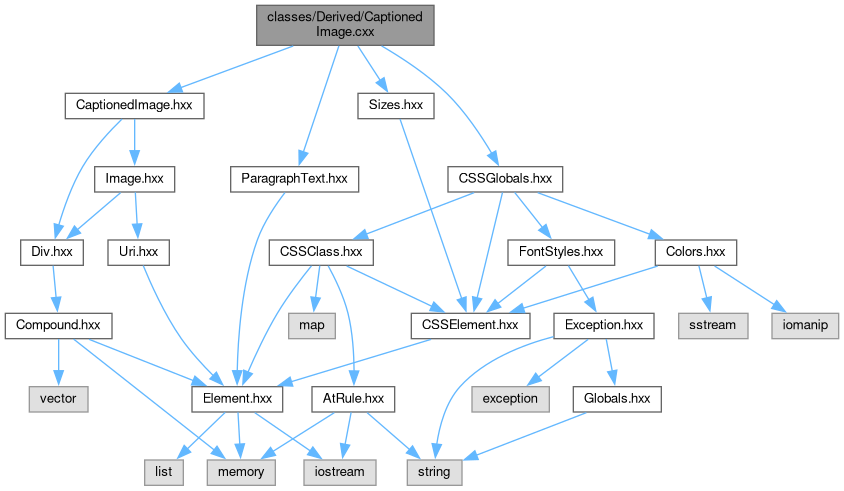 classes/Derived/Captioned
Image.cxx
CaptionedImage.hxx
Sizes.hxx
Image.hxx
ParagraphText.hxx
CSSGlobals.hxx
Div.hxx
Uri.hxx
CSSClass.hxx
FontStyles.hxx
Colors.hxx
Compound.hxx
map
CSSElement.hxx
Exception.hxx
sstream
iomanip
vector
Element.hxx
AtRule.hxx
exception
Globals.hxx
list
memory
iostream
string